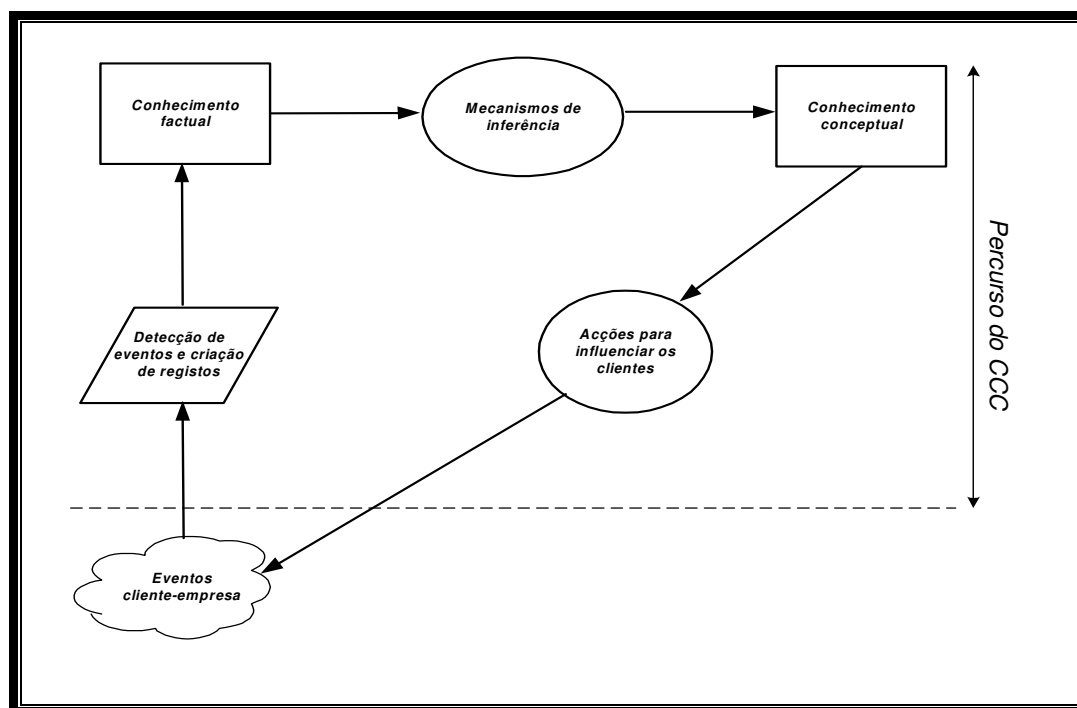 Conhecimento
factual
Mecanismos de
inferência
Conhecimento
conceptual
Percurso do CCC
Detecção de
eventos e criação
de registos
Acções para
influenciar os
clientes
Eventos
cliente-empresa